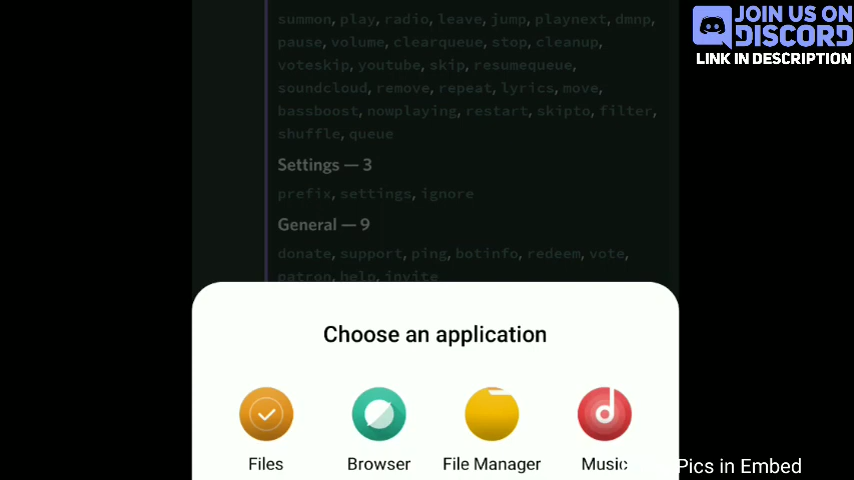 summon, play, radio, leave, jump, playnext, dmnp,
pause, volume, clearqueue, stop, cleanup,
voteskip, youtube, skip, resumequeue,
soundcloud, remove, repeat, lyrics, move,
bassboost, nowplaying, restart, skipto, filter,
shuffle, queue
Settings — 3
prefix, settings, ignore
General — 9
donate, support, ping, botinfo, redeem, vote,
patron, help, invite
JOIN US ON
DISCORD
LINK IN DESCRIPTION
Choose an application
Files
Browser
File Manager
Music
Pics in Embed